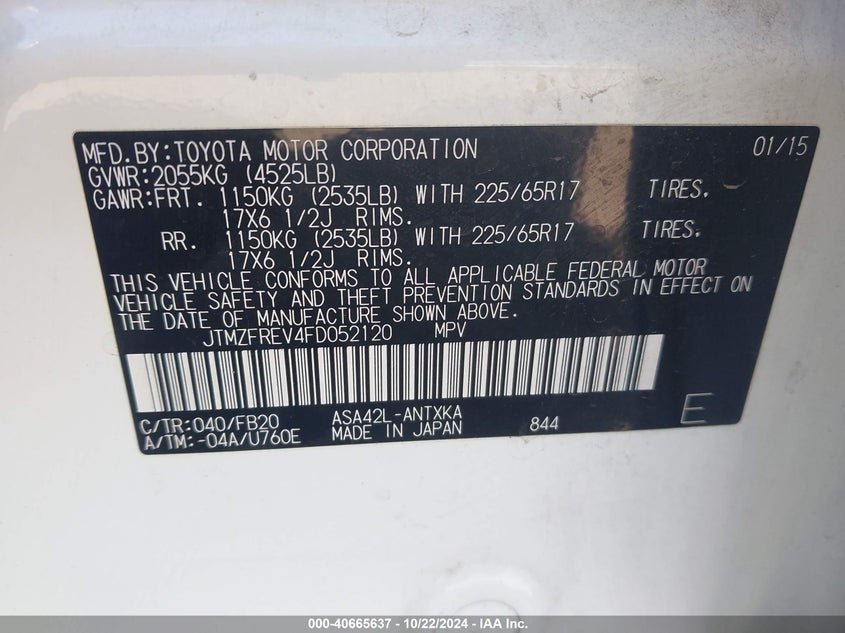 MFD.BY:TOYOTA MOTOR CORPORATION 01/15
GVWR:2055KG (4525LB)
GAWR:FRT. 1150KG (2535LB) WITH 225/65R17 TIRES.
17X6 1/2J RIMS.
RR. 1150KG (2535LB) WITH 225/65R17 TIRES.
17X6 1/2J RIMS.
THIS VEHICLE CONFORMS TO ALL APPLICABLE FEDERAL MOTOR
VEHICLE SAFETY AND THEFT PREVENTION STANDARDS IN EFFECT ON
THE DATE OF MANUFACTURE SHOWN ABOVE.
JTMZFREV4FD052120 MPV
C/TR:040/FB20 ASA42L-ANTXKA
A/TM:-04A/U760E MADE IN JAPAN 844 E
000-40665637 - 10/22/2024 - IAA Inc.